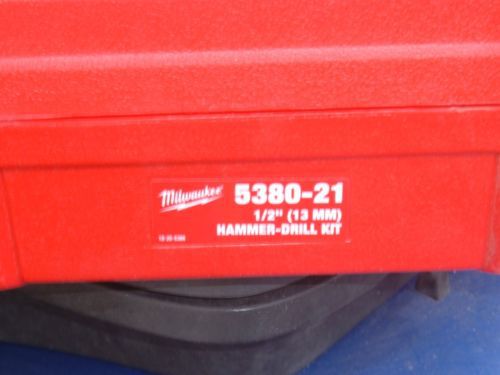 Milwaukee
5380-21
1/2" (13 MM)
HAMMER-DRILL KIT